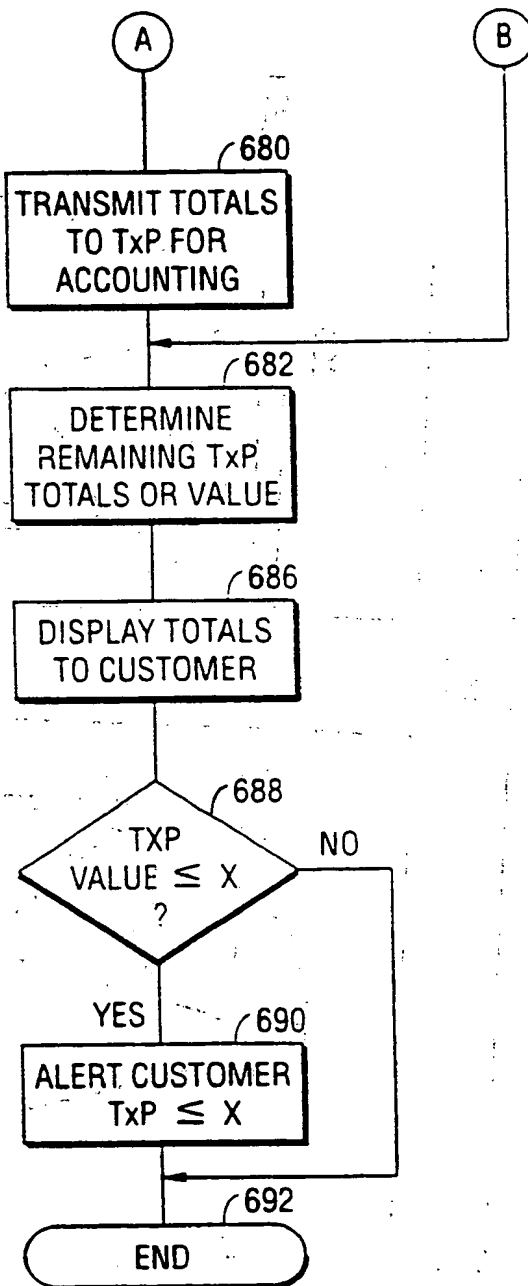 A
B
680
TRANSMIT TOTALS
TO TxP FOR
ACCOUNTING
682
DETERMINE
REMAINING TxP
TOTALS OR VALUE
686
DISPLAY TOTALS
TO CUSTOMER
688
TXP
VALUE ≤ X
?
NO
YES
690
ALERT CUSTOMER
TxP ≤ X
692
END